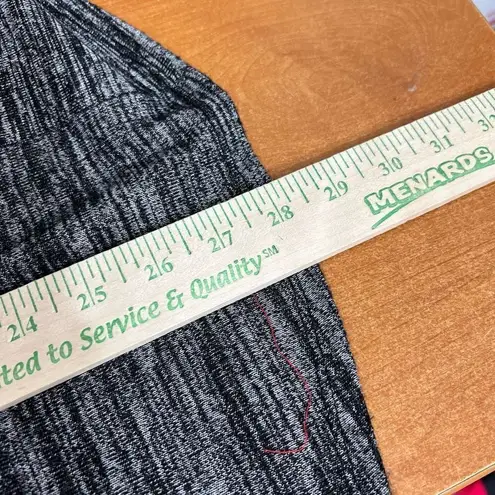 24 25 26 27 28 29 30 31
MENARDS
ted to Service & Quality℠